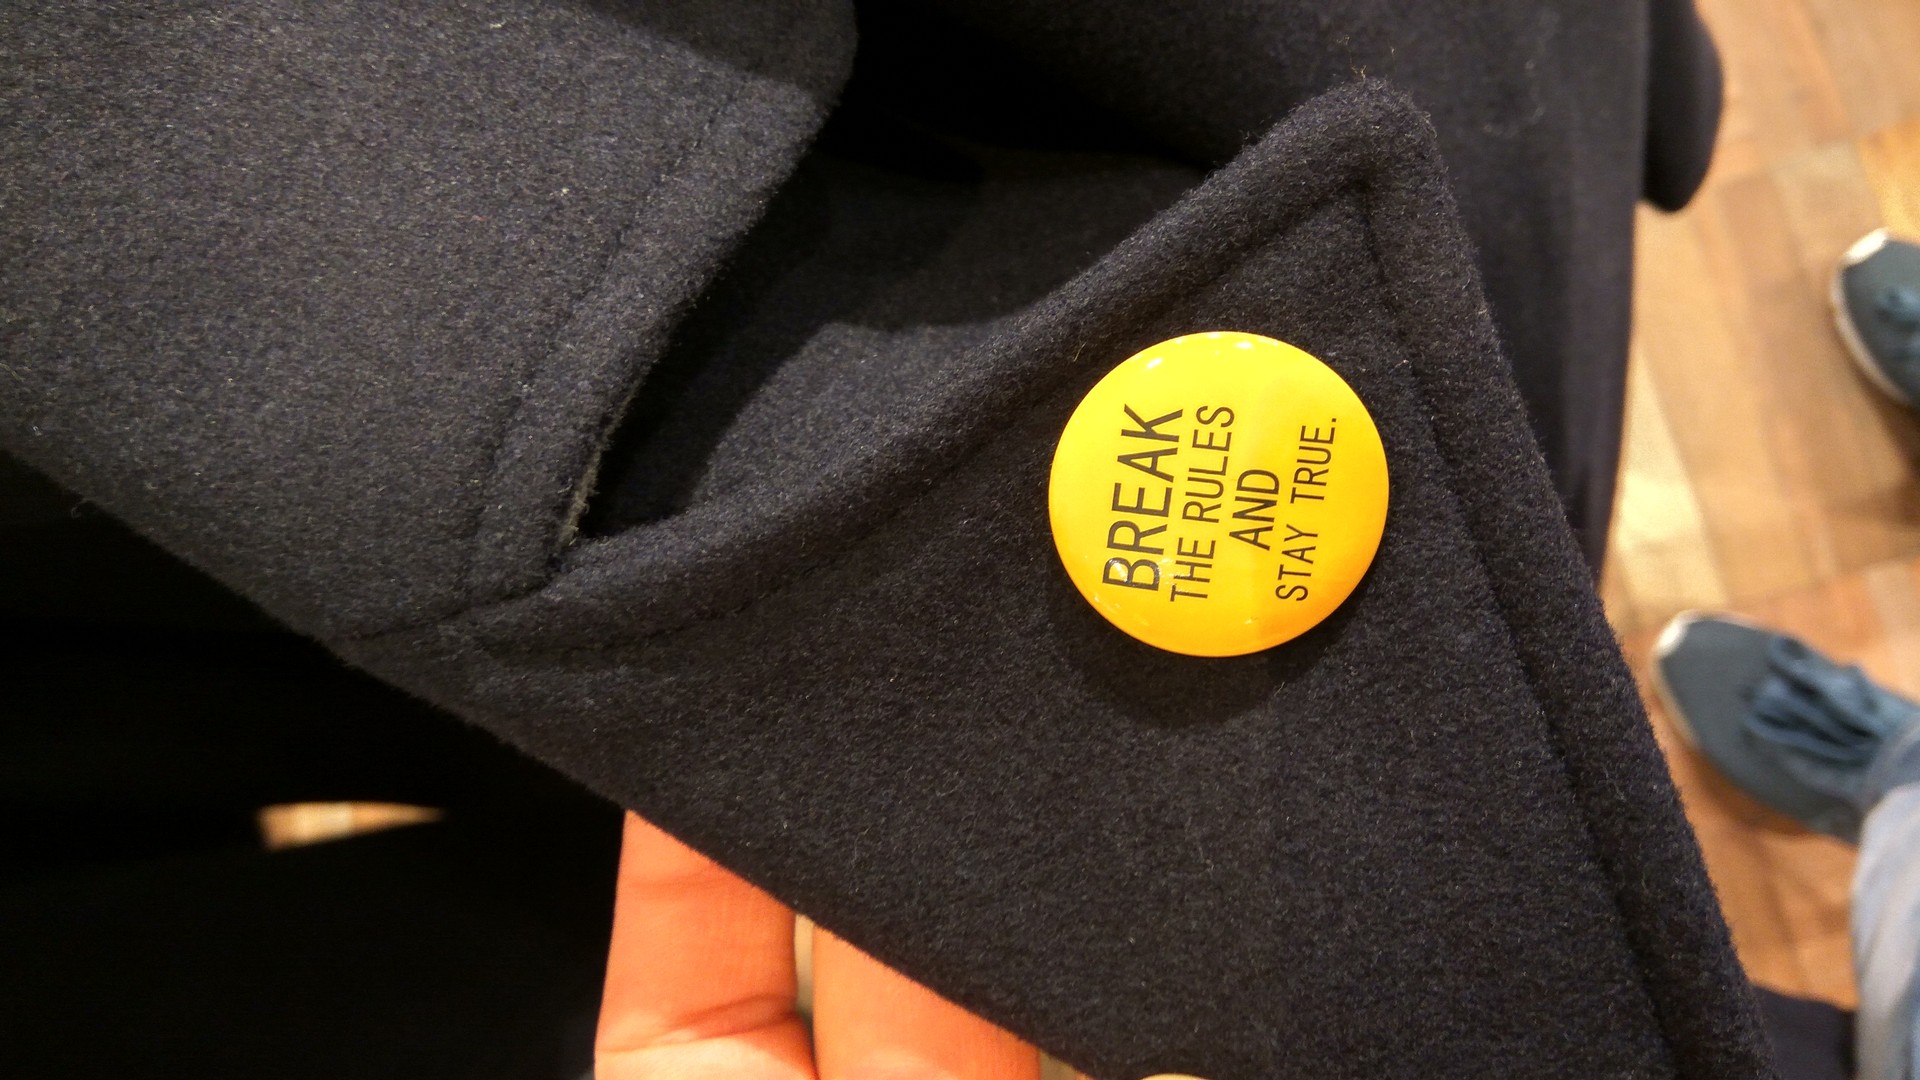 BREAK
THE RULES
AND
STAY TRUE.